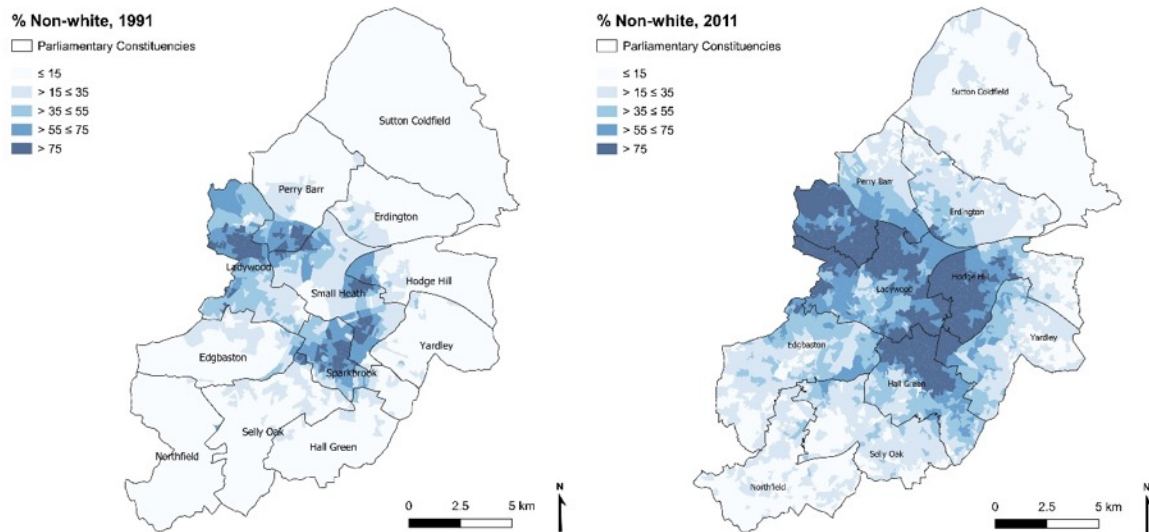 % Non-white, 1991
Parliamentary Constituencies
≤ 15
> 15 ≤ 35
> 35 ≤ 55
> 55 ≤ 75
> 75
Sutton Coldfield
Perry Barr
Erdington
Ladywood
Hodge Hill
Small Heath
Yardley
Edgbaston
Sparkbrook
Selly Oak
Hall Green
Northfield
0 2.5 5 km
N
% Non-white, 2011
Parliamentary Constituencies
≤ 15
> 15 ≤ 35
> 35 ≤ 55
> 55 ≤ 75
> 75
Sutton Coldfield
Perry Barr
Erdington
Hodge Hill
Ladywood
Yardley
Edgbaston
Hall Green
Selly Oak
Northfield
0 2.5 5 km
N